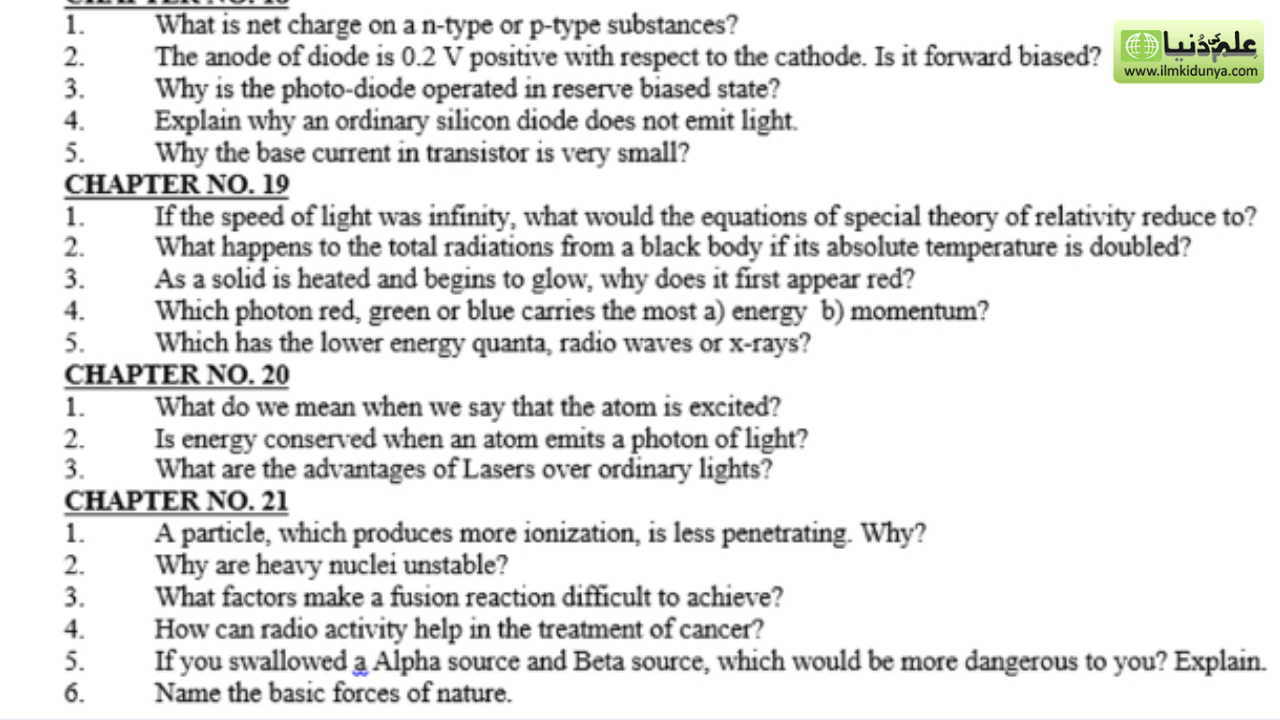 CHAPTER NO. 18
1. What is net charge on a n-type or p-type substances?
2. The anode of diode is 0.2 V positive with respect to the cathode. Is it forward biased?
علم کی دُنیا
www.ilmkidunya.com
3. Why is the photo-diode operated in reserve biased state?
4. Explain why an ordinary silicon diode does not emit light.
5. Why the base current in transistor is very small?
CHAPTER NO. 19
1. If the speed of light was infinity, what would the equations of special theory of relativity reduce to?
2. What happens to the total radiations from a black body if its absolute temperature is doubled?
3. As a solid is heated and begins to glow, why does it first appear red?
4. Which photon red, green or blue carries the most a) energy b) momentum?
5. Which has the lower energy quanta, radio waves or x-rays?
CHAPTER NO. 20
1. What do we mean when we say that the atom is excited?
2. Is energy conserved when an atom emits a photon of light?
3. What are the advantages of Lasers over ordinary lights?
CHAPTER NO. 21
1. A particle, which produces more ionization, is less penetrating. Why?
2. Why are heavy nuclei unstable?
3. What factors make a fusion reaction difficult to achieve?
4. How can radio activity help in the treatment of cancer?
5. If you swallowed a Alpha source and Beta source, which would be more dangerous to you? Explain.
6. Name the basic forces of nature.